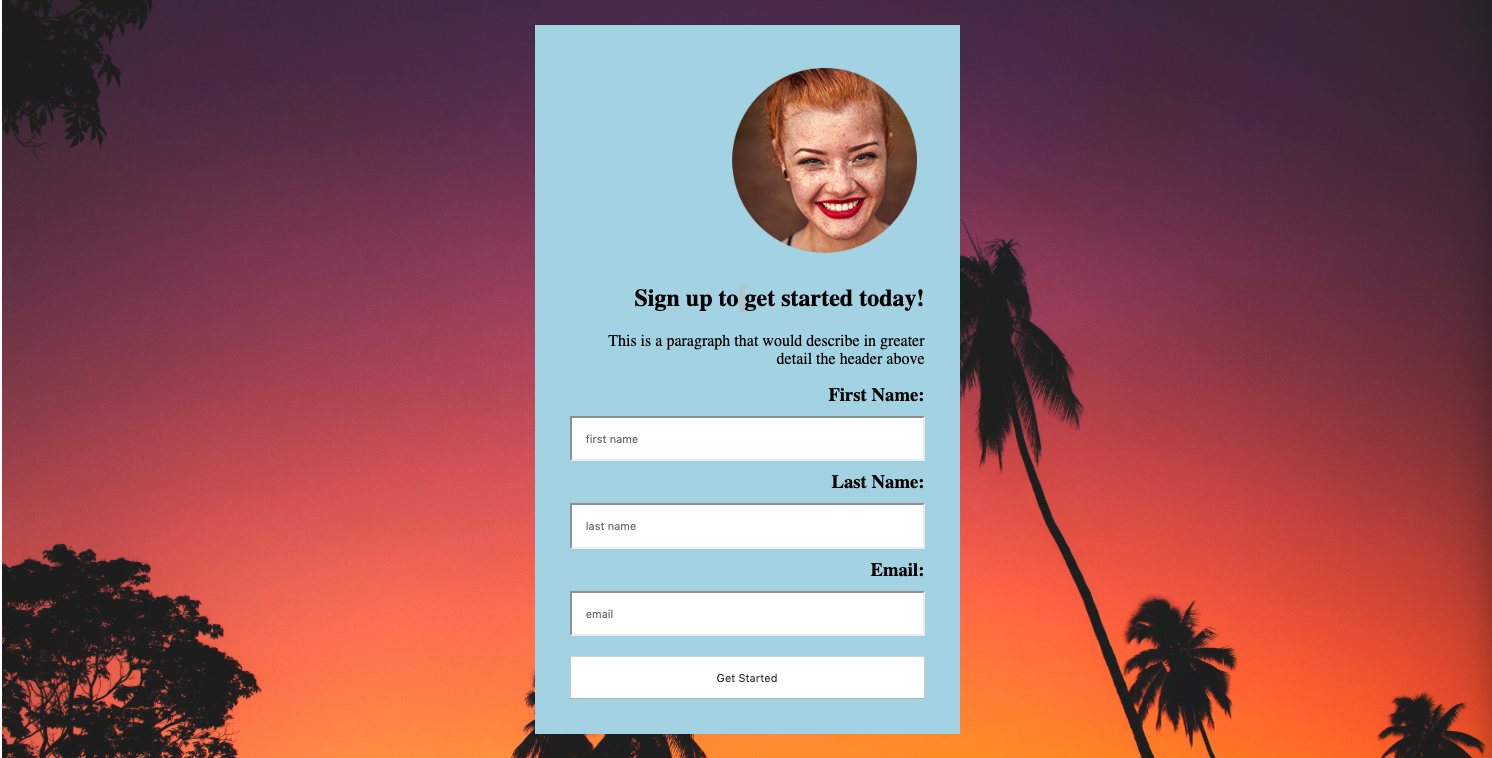 Sign up to get started today!
This is a paragraph that would describe in greater
detail the header above
First Name:
first name
Last Name:
last name
Email:
email
Get Started